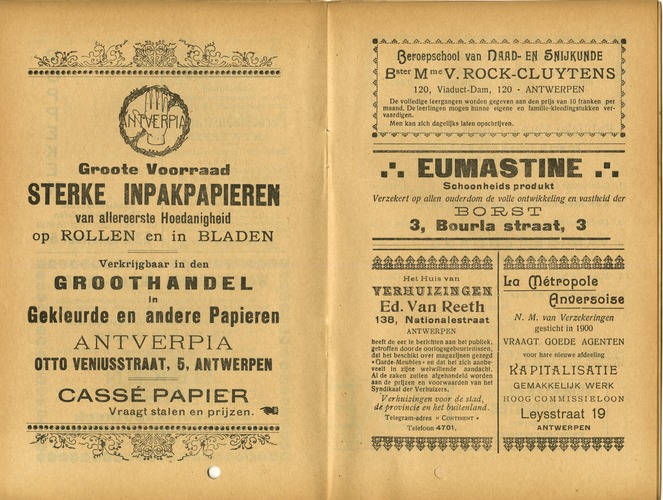 ANTVERPIA
Groote Voorraad
STERKE INPAKPAPIEREN
van allereerste Hoedanigheid
op ROLLEN en in BLADEN
Verkrijgbaar in den
GROOTHANDEL
in
Gekleurde en andere Papieren
ANTVERPIA
OTTO VENIUSSTRAAT, 5, ANTWERPEN
CASSÉ PAPIER
Vraagt stalen en prijzen.
Beroepschool van NAAD- EN SNIJKUNDE
Bster Mme V. ROCK-CLUYTENS
120, Viaduct-Dam, 120 - ANTWERPEN
De volledige leergangen worden gegeven aan den prijs van 10 franken per
maand. De leerlingen mogen hunne eigene en familie-kleedingstukken ver-
vaardigen.
Men kan zich dagelijks laten opschrijven.
EUMASTINE
Schoonheids produkt
Verzekert op allen ouderdom de volle ontwikkeling en vastheid der
BORST
3, Bourla straat, 3
Het Huis van
VERHUIZINGEN
Ed. Van Reeth
138, Nationalestraat
ANTWERPEN
heeft de eer te berichten aan het publiek,
getroffen door de oorlogsgebeurtenissen,
dat het beschikt over magazijnen gezegd
«Garde-Meubles» en dat het zich aanbe-
veelt in zijne welwillende aandacht.
Al de zaken zullen afgehandeld worden
aan de prijzen en voorwaarden van het
Syndikaat der Verhuizers.
Verhuizingen voor de stad,
de provincie en het buitenland.
Telegram-adres « CONTINENT »
Telefoon 4701.
La Métropole
Anversoise
N. M. van Verzekeringen
gesticht in 1900
VRAAGT GOEDE AGENTEN
voor hare nieuwe afdeeling
KAPITALISATIE
GEMAKKELIJK WERK
HOOG COMMISSIELOON
Leysstraat 19
ANTWERPEN